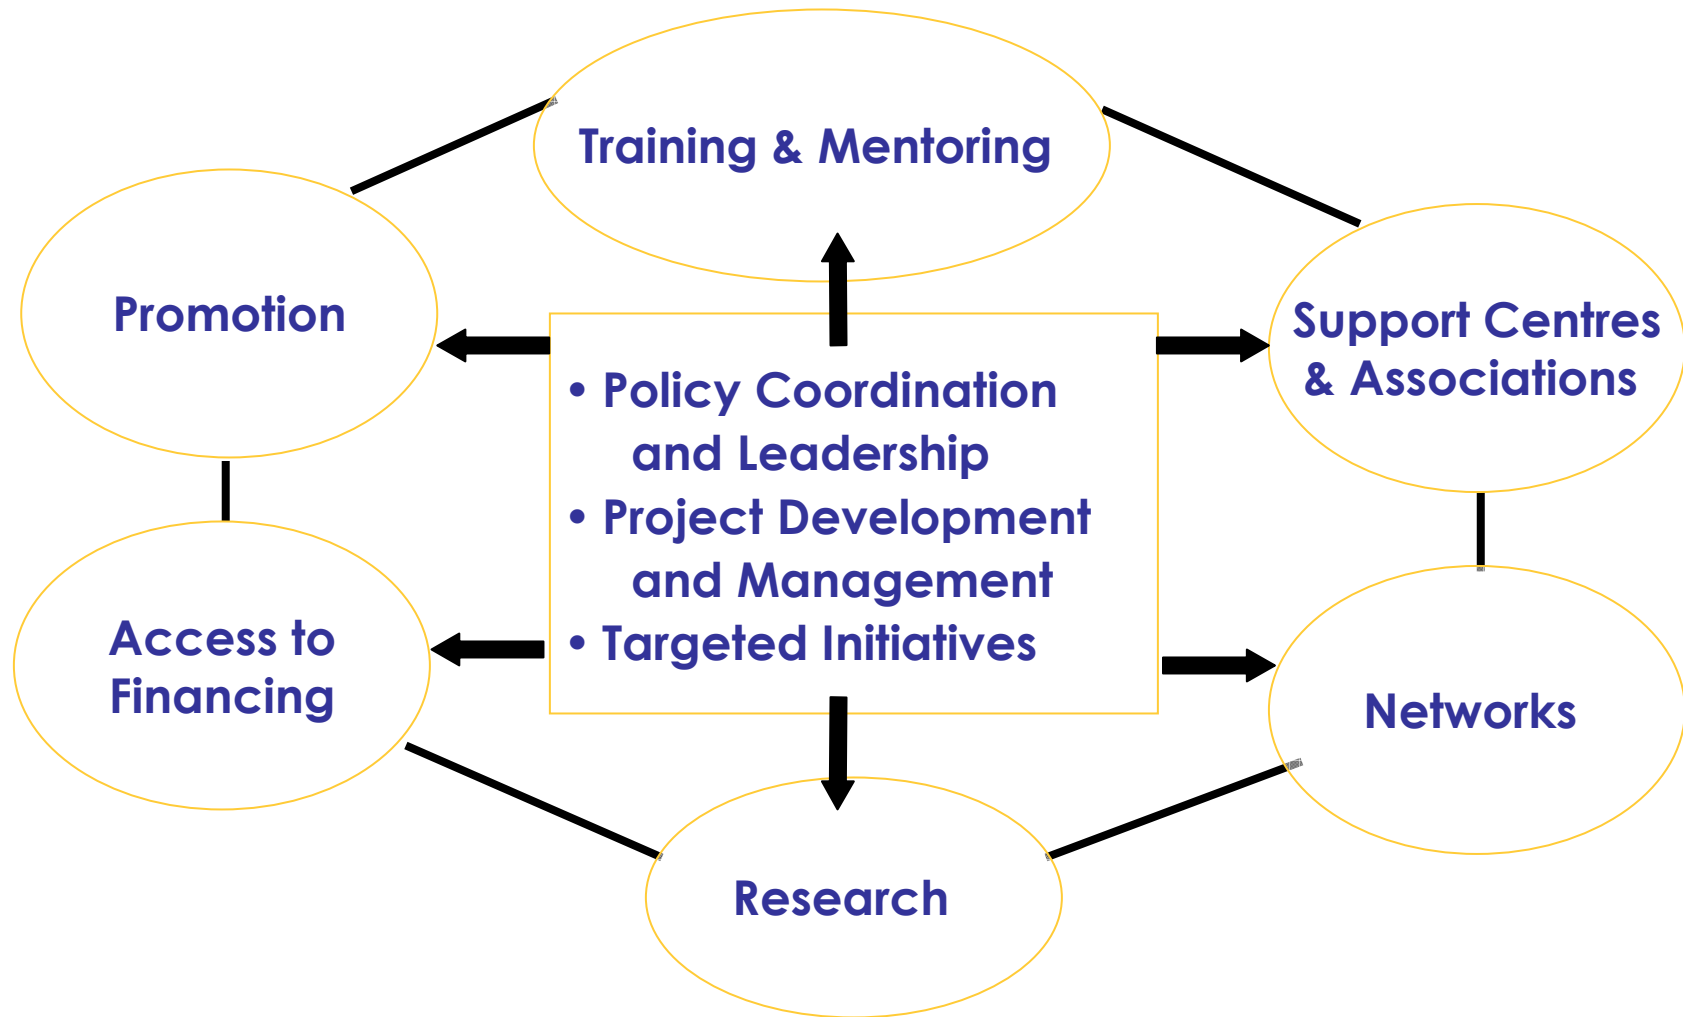 Training & Mentoring
Promotion
Support Centres
& Associations
• Policy Coordination
and Leadership
• Project Development
and Management
• Targeted Initiatives
Access to
Financing
Networks
Research